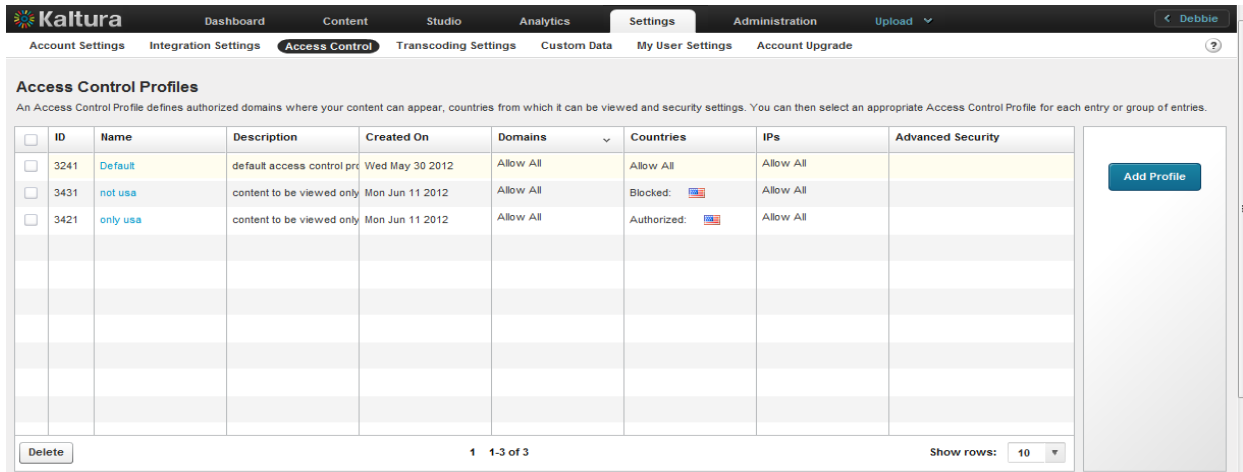 Kaltura Dashboard Content Studio Analytics Settings Administration Upload Debbie
Account Settings Integration Settings Access Control Transcoding Settings Custom Data My User Settings Account Upgrade ?
Access Control Profiles
An Access Control Profile defines authorized domains where your content can appear, countries from which it can be viewed and security settings. You can then select an appropriate Access Control Profile for each entry or group of entries.
ID Name Description Created On Domains Countries IPs Advanced Security
3241 Default default access control pro Wed May 30 2012 Allow All Allow All Allow All
3431 not usa content to be viewed only Mon Jun 11 2012 Allow All Blocked: Allow All
3421 only usa content to be viewed only Mon Jun 11 2012 Allow All Authorized: Allow All
Add Profile
Delete 1 1-3 of 3 Show rows: 10